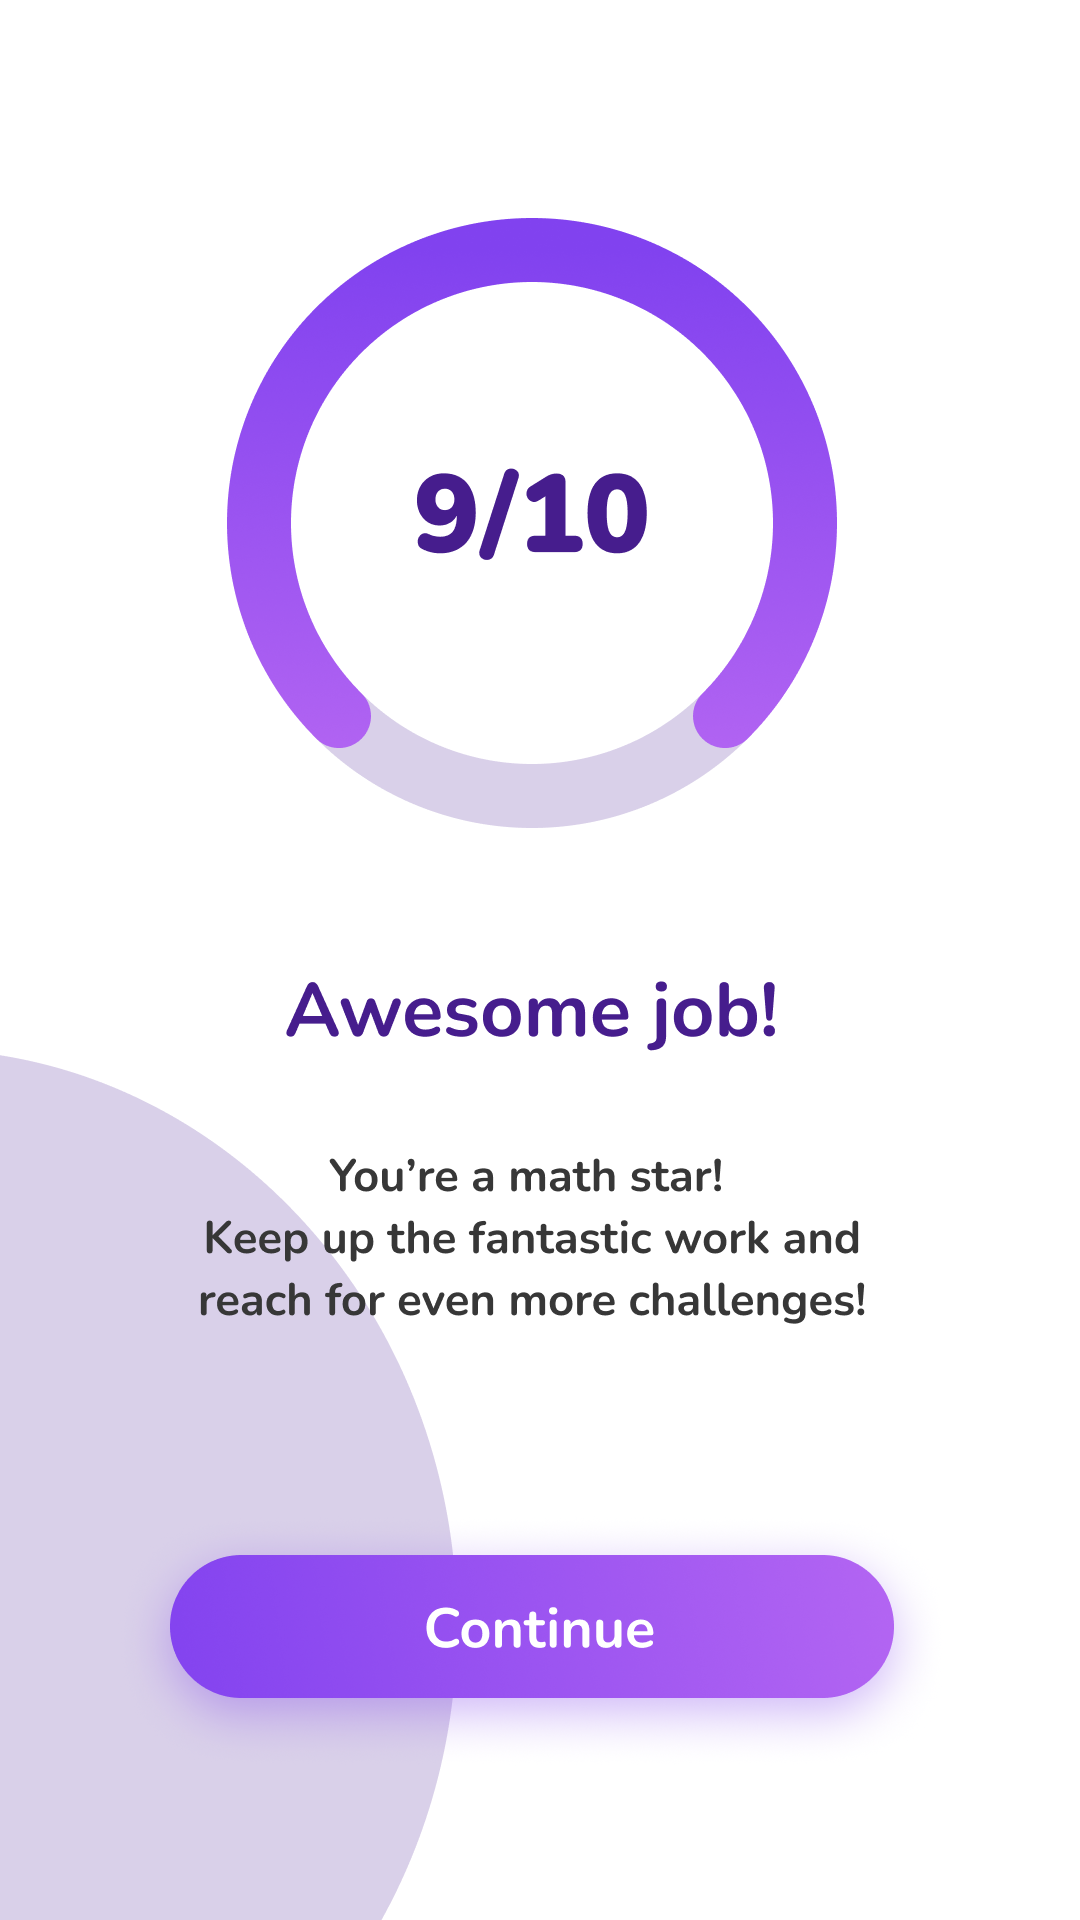 9/10
Awesome job!
You’re a math star!
Keep up the fantastic work and
reach for even more challenges!
Continue